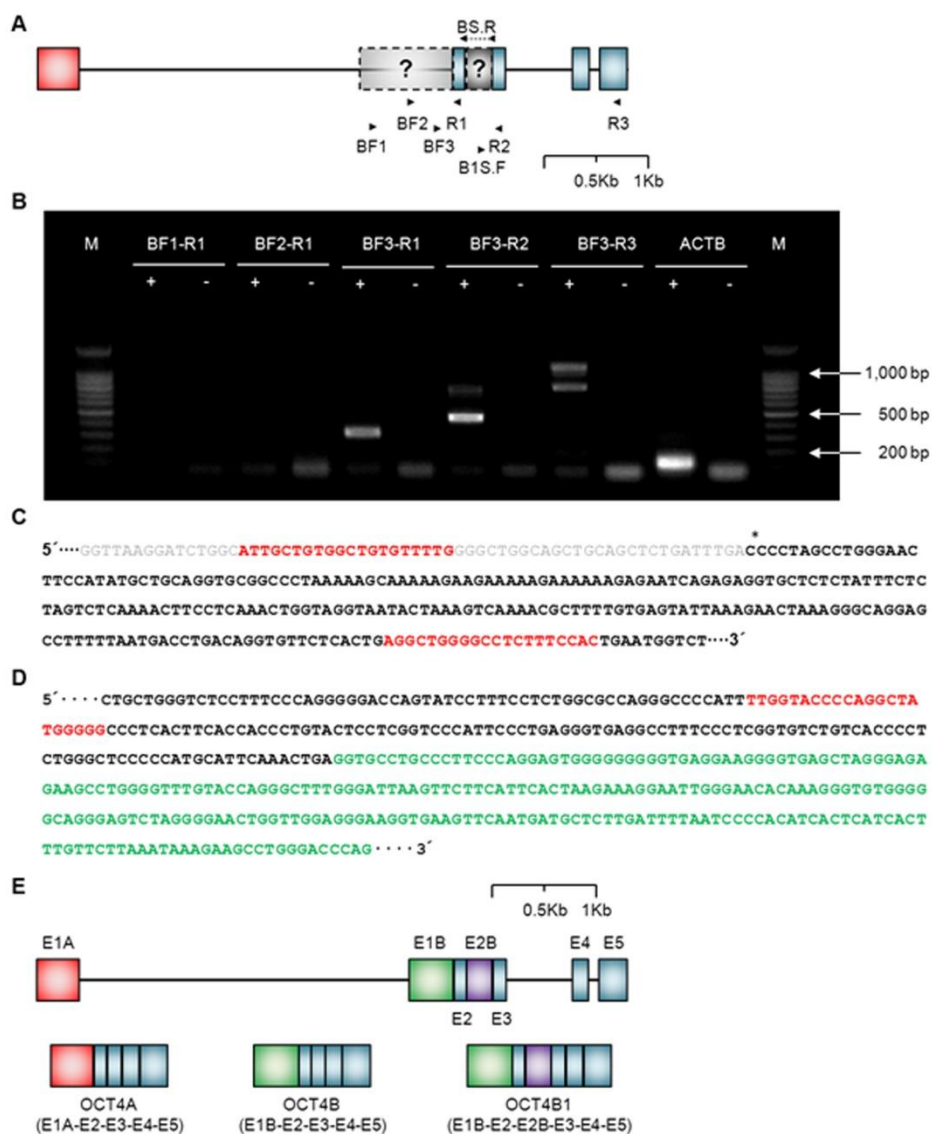 A
BS.R
?
?
BF2
R1
R3
BF1
BF3
R2
B1S.F
0.5Kb 1Kb
B
M BF1-R1 BF2-R1 BF3-R1 BF3-R2 BF3-R3 ACTB M
+ - + - + - + - + - + -
1,000 bp
500 bp
200 bp
C
*
5´····GGTTAAGGATCTGGCATTGCTGTGGCTGTGTTTTGGGGCTGGCAGCTGCAGCTCTGATTTGACCCCTAGCCTGGGAAC
TTCCATATGCTGCAGGTGCGGCCCTAAAAAGCAAAAAGAAGAAAAAGAAAAAAGAGAATCAGAGAGGTGCTCTCTATTTCTC
TAGTCTCAAAACTTCCTCAAACTGGTAGGTAATACTAAAGTCAAAACGCTTTTGTGAGTATTAAAGAACTAAAGGGCAGGAG
CCTTTTTAATGACCTGACAGGTGTTCTCACTGAGGCTGGGGCCTCTTTCCACTGAATGGTCT····3´
D
5´····CTGCTGGGTCTCCTTTCCCAGGGGGACCAGTATCCTTTCCTCTGGCGCCAGGGCCCCATTTTGGTACCCCAGGCTA
TGGGGGCCCTCACTTCACCACCCTGTACTCCTCGGTCCCATTCCCTGAGGGTGAGGCCTTTCCCTCGGTGTCTGTCACCCCT
CTGGGCTCCCCCATGCATTCAAACTGAGGTGCCTGCCCTTCCCAGGAGTGGGGGGGGGTGAGGAAGGGGTGAGCTAGGGAGA
GAAGCCTGGGGTTTGTACCAGGGCTTTGGGATTAAGTTCTTCATTCACTAAGAAAGGAATTGGGAACACAAAGGGTGTGGGG
GCAGGGAGTCTAGGGGAACTGGTTGGAGGGAAGGTGAAGTTCAATGATGCTCTTGATTTTAATCCCCACATCACTCATCACT
TTGTTCTTAAATAAAGAAGCCTGGGACCCAG····3´
E
0.5Kb 1Kb
E1A E1B E2B E4 E5
E2 E3
OCT4A OCT4B OCT4B1
(E1A-E2-E3-E4-E5) (E1B-E2-E3-E4-E5) (E1B-E2-E2B-E3-E4-E5)